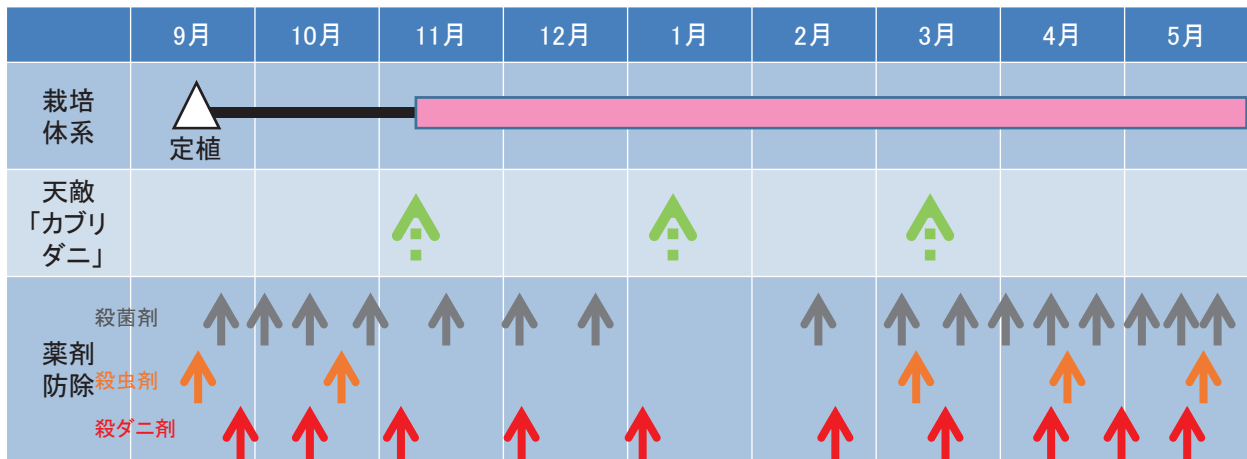 9月 10月 11月 12月 1月 2月 3月 4月 5月
栽培
体系
定植
天敵
「カブリ
ダニ」
殺菌剤
薬剤
防除
殺虫剤
殺ダニ剤